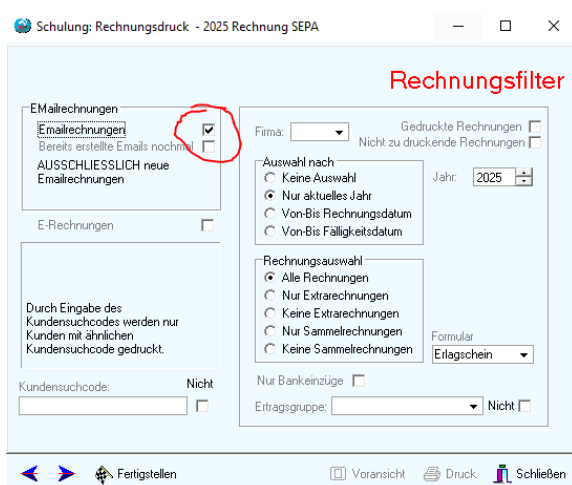 Schulung: Rechnungsdruck - 2025 Rechnung SEPA
Rechnungsfilter
EMailrechnungen
Emailrechnungen
Bereits erstellte Emails nochmal
AUSSCHLIESSLICH neue
Emailrechnungen
E-Rechnungen
Durch Eingabe des
Kundensuchcodes werden nur
Kunden mit ähnlichen
Kundensuchcode gedruckt.
Kundensuchcode:
Nicht
Firma:
Gedruckte Rechnungen
Nicht zu druckende Rechnungen
Auswahl nach
Keine Auswahl
Nur aktuelles Jahr
Von-Bis Rechnungsdatum
Von-Bis Fälligkeitsdatum
Jahr: 2025
Rechnungsauswahl
Alle Rechnungen
Nur Extrarechnungen
Keine Extrarechnungen
Nur Sammelrechnungen
Keine Sammelrechnungen
Formular
Erlagschein
Nur Bankeinzüge
Ertragsgruppe:
Nicht
Fertigstellen
Voransicht
Druck
Schließen